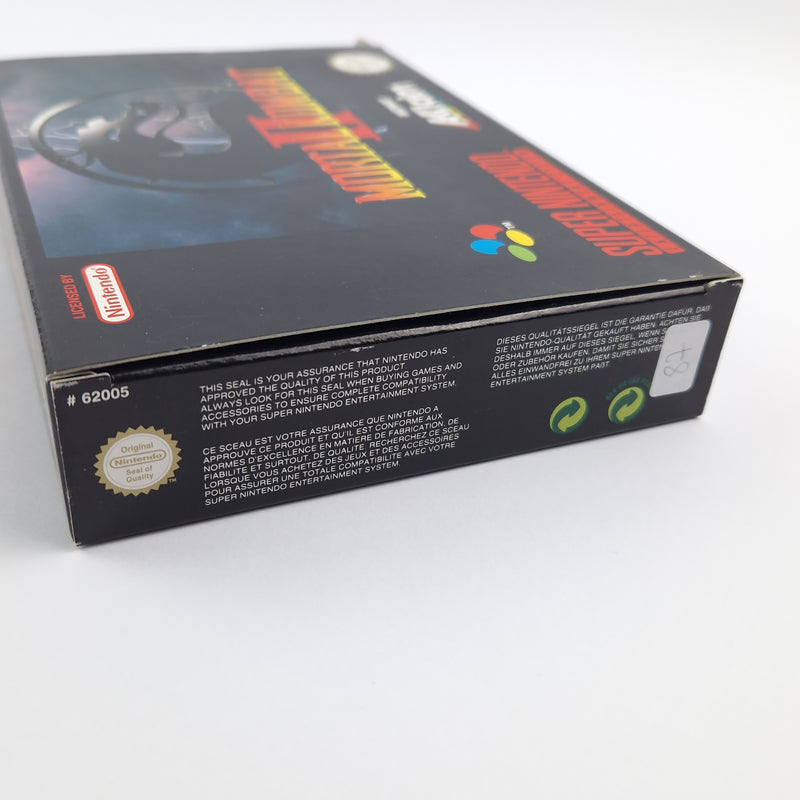 MORTAL KOMBAT
II
SUPER NINTENDO
LICENSED BY
Nintendo
# 62005
Original
Nintendo
Seal of
Quality
TM
THIS SEAL IS YOUR ASSURANCE THAT NINTENDO HAS
APPROVED THE QUALITY OF THIS PRODUCT.
ALWAYS LOOK FOR THIS SEAL WHEN BUYING GAMES AND
ACCESSORIES TO ENSURE COMPLETE COMPATIBILITY
WITH YOUR SUPER NINTENDO ENTERTAINMENT SYSTEM.
CE SCEAU EST VOTRE ASSURANCE QUE NINTENDO A
APPROUVE CE PRODUIT ET QU'IL EST CONFORME AUX
NORMES D'EXCELLENCE EN MATIERE DE FABRICATION, DE
FIABILITE ET SURTOUT, DE QUALITE. RECHERCHEZ CE SCEAU
LORSQUE VOUS ACHETEZ DES JEUX ET DES ACCESSOIRES
POUR ASSURER UNE TOTALE COMPATIBILITE AVEC VOTRE
SUPER NINTENDO ENTERTAINMENT SYSTEM.
DIESES QUALITÄTSSIEGEL IST DIE GARANTIE DAFÜR, DAß
SIE NINTENDO-QUALITÄT GEKAUFT HABEN. ACHTEN SIE
DESHALB IMMER AUF DIESES SIEGEL, WENN
ODER ZUBEHÖR KAUFEN, DAMIT SIE SICHER
ALLES EINWANDFREI ZU IHREM SUPER
ENTERTAINMENT SYSTEM PAßT.